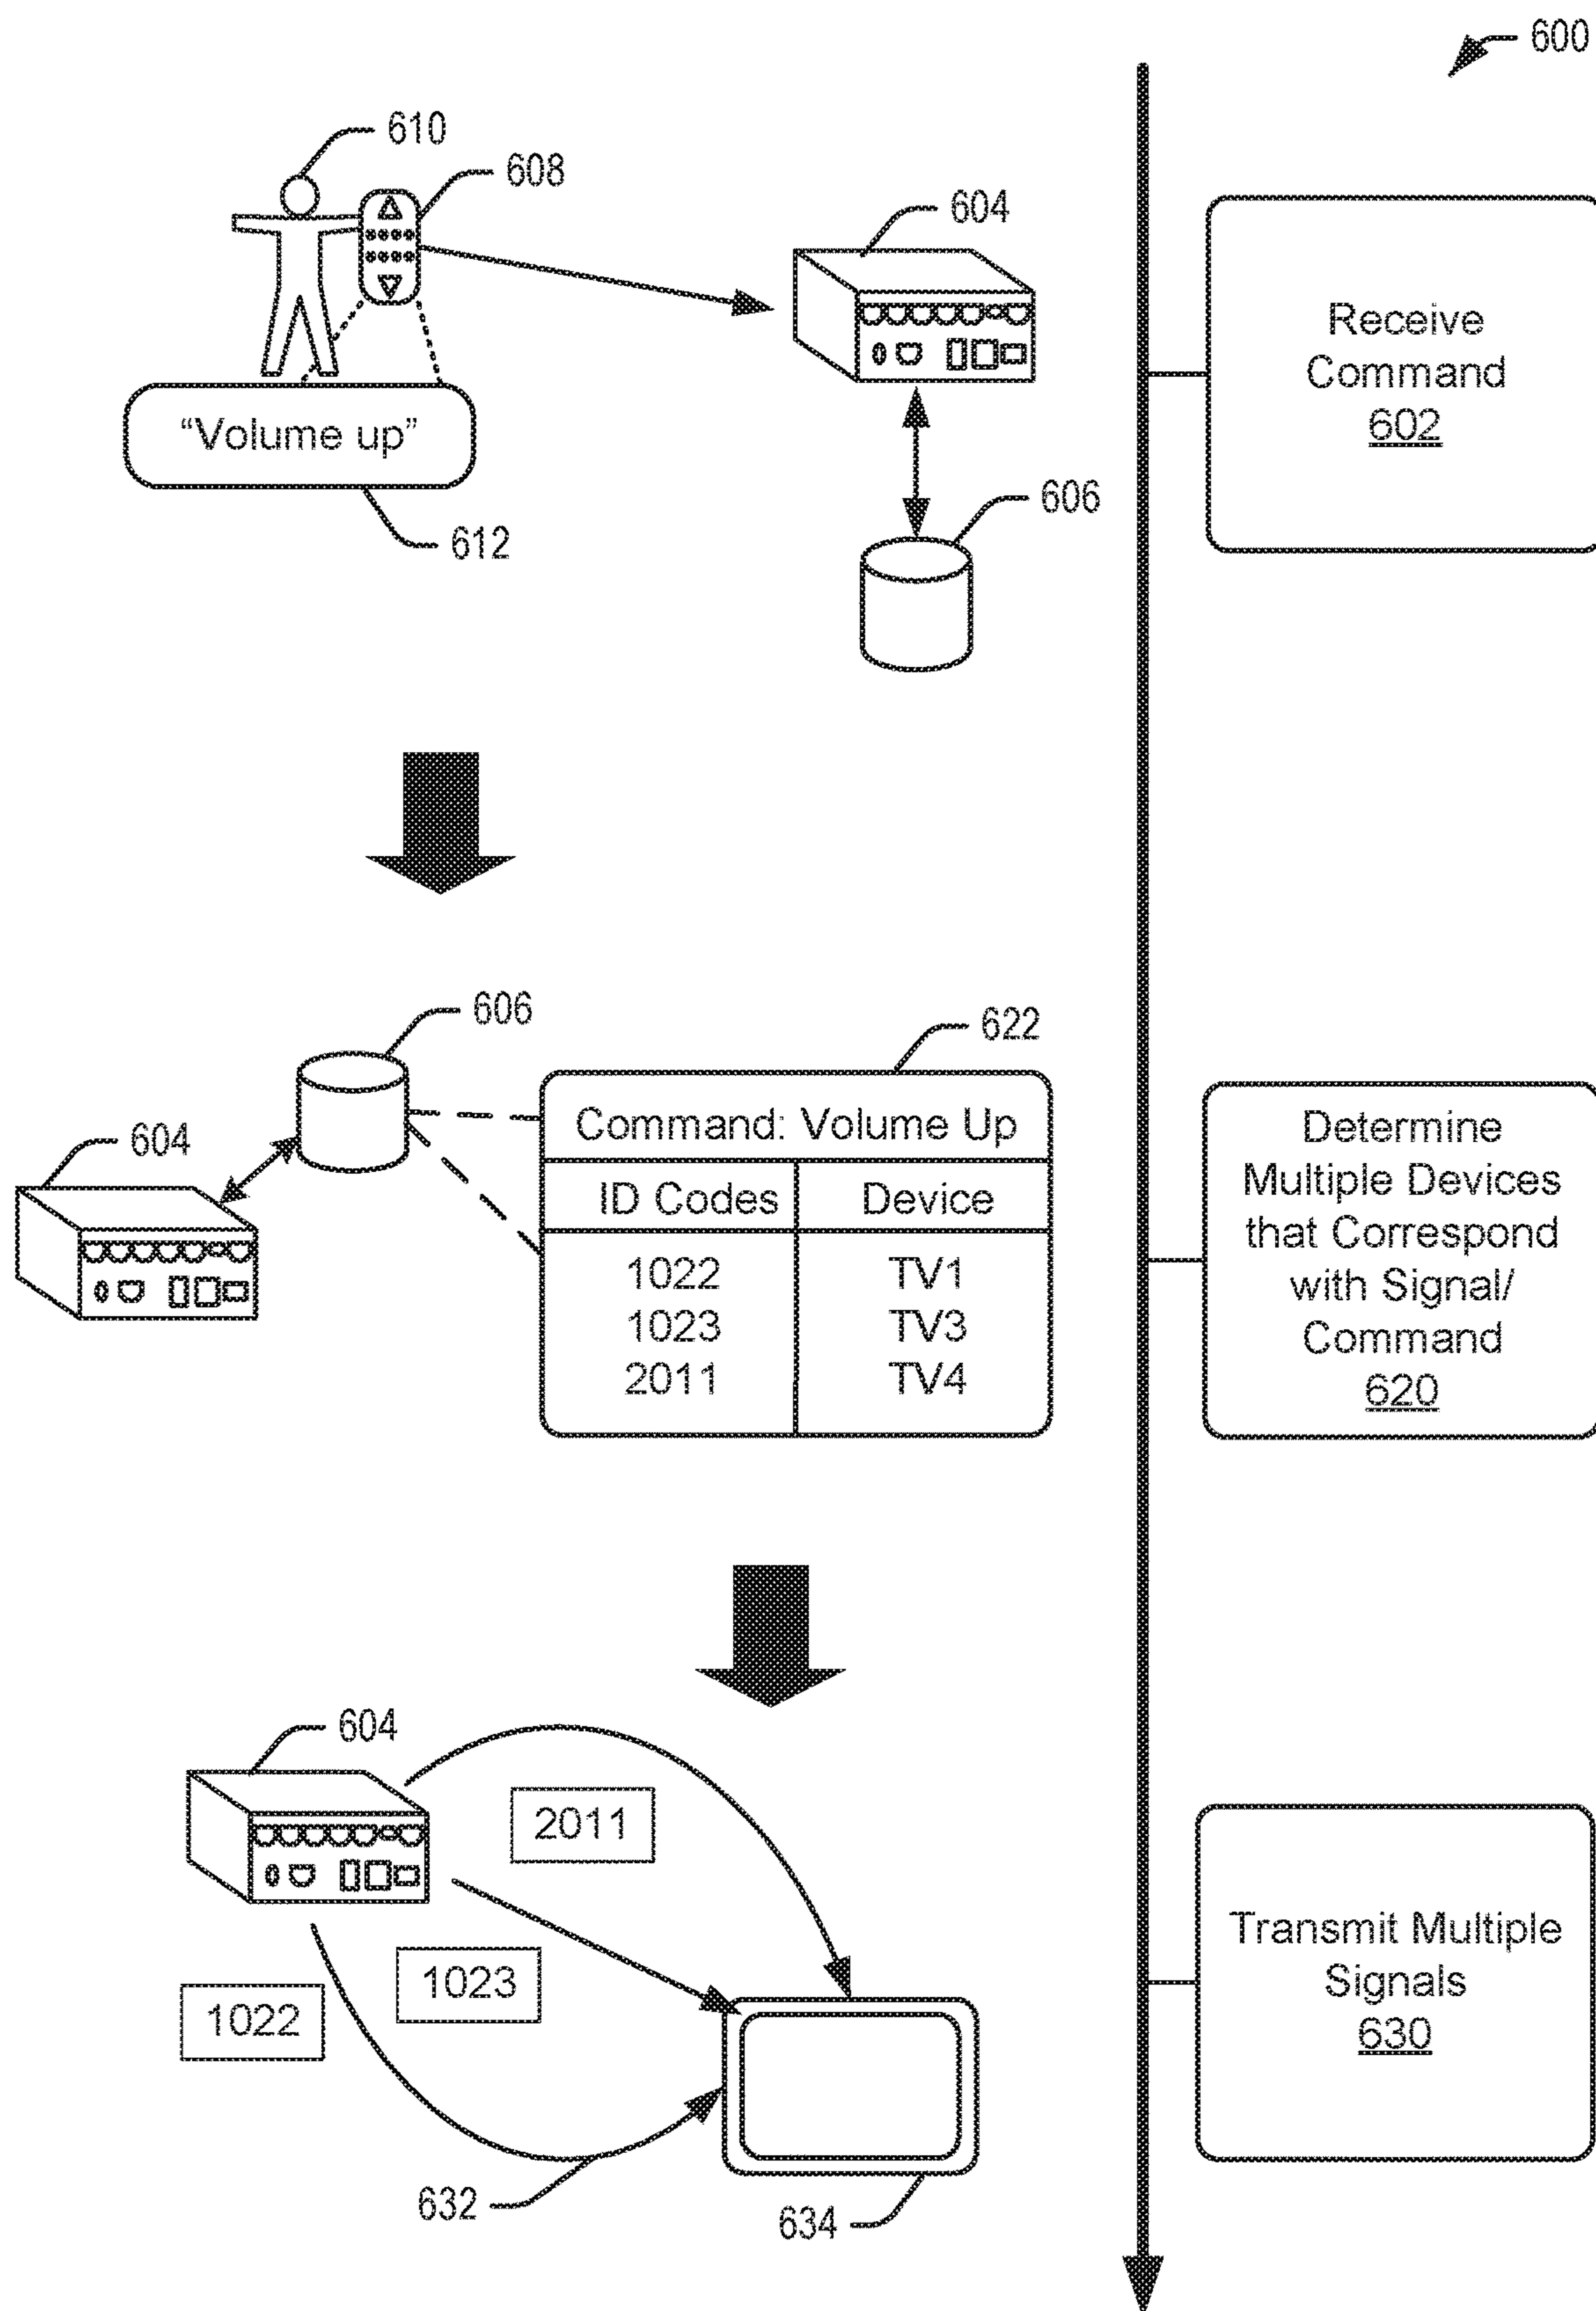 600
610
608
604
"Volume up"
612
606
Receive
Command
602
606
622
604
Command: Volume Up
ID Codes Device
1022 TV1
1023 TV3
2011 TV4
Determine
Multiple Devices
that Correspond
with Signal/
Command
620
604
2011
1023
1022
632
634
Transmit Multiple
Signals
630